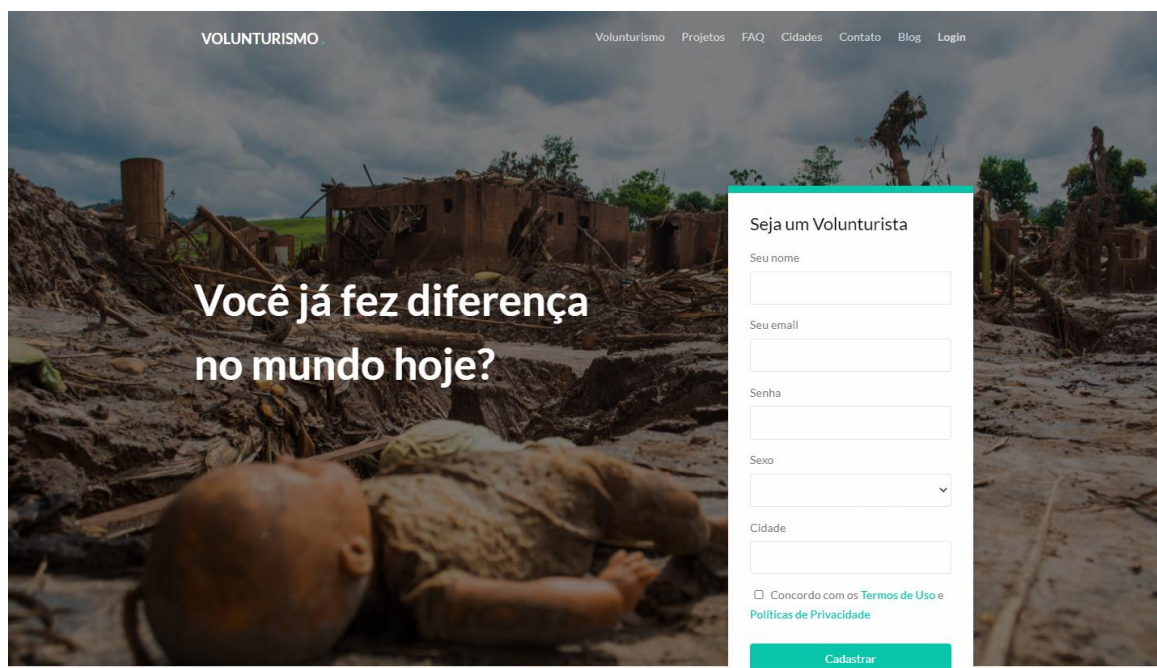 VOLUNTURISMO.
Volunturismo Projetos FAQ Cidades Contato Blog Login
Você já fez diferença
no mundo hoje?
Seja um Volunturista
Seu nome
Seu email
Senha
Sexo
Cidade
Concordo com os Termos de Uso e
Políticas de Privacidade
Cadastrar